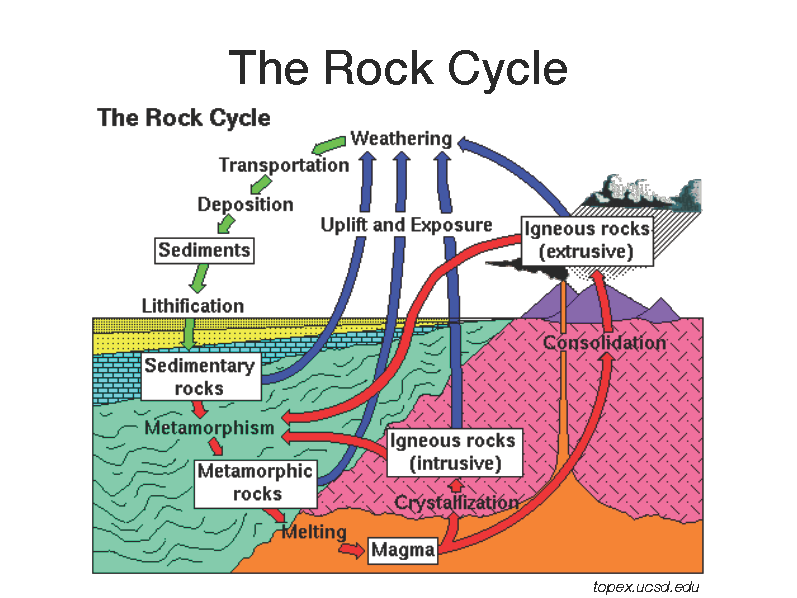 The Rock Cycle
The Rock Cycle
Weathering
Transportation
Deposition
Uplift and Exposure
Igneous rocks
(extrusive)
Sediments
Lithification
Consolidation
Sedimentary
rocks
Metamorphism
Igneous rocks
(intrusive)
Metamorphic
rocks
Crystallization
Melting
Magma
topex.ucsd.edu